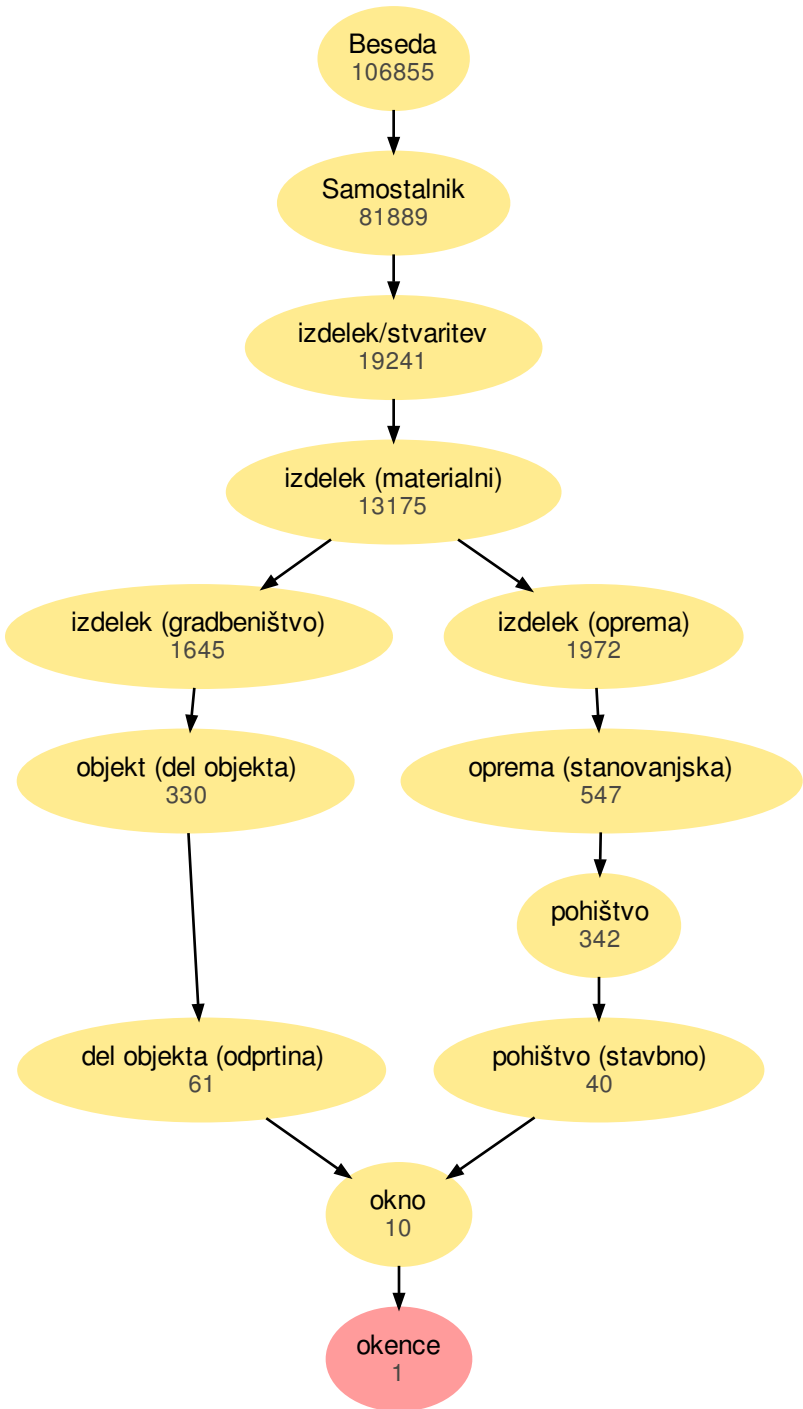 Beseda
106855
Samostalnik
81889
izdelek/stvaritev
19241
izdelek (materialni)
13175
izdelek (gradbeništvo)
1645
izdelek (oprema)
1972
objekt (del objekta)
330
oprema (stanovanjska)
547
pohištvo
342
del objekta (odprtina)
61
pohištvo (stavbno)
40
okno
10
okence
1